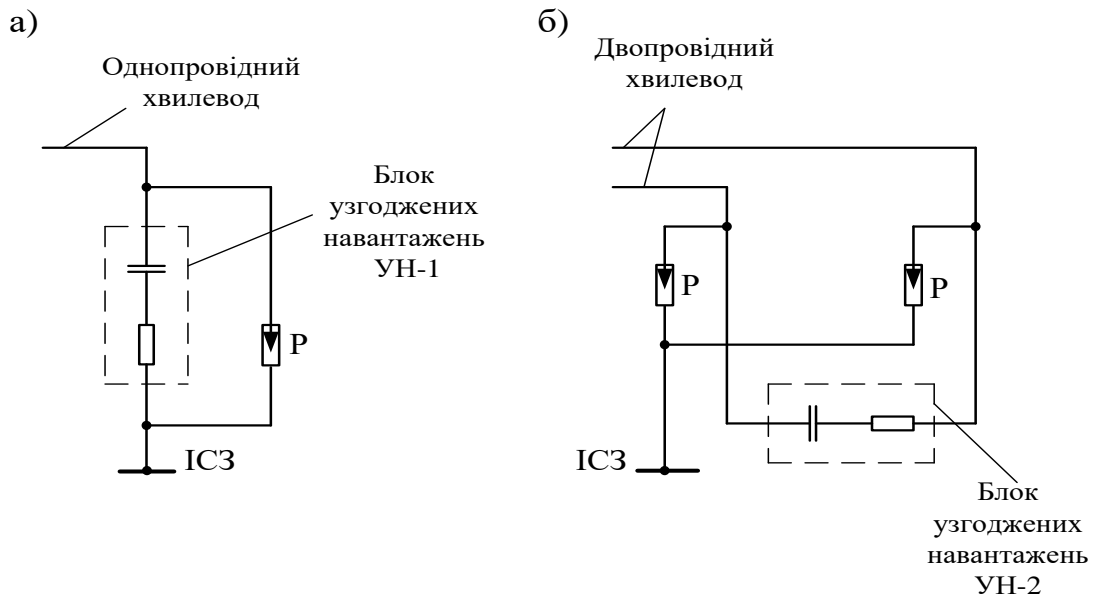 а)
Однопровідний
хвилевод
Блок
узгоджених
навантажень
УН-1
Р
ІСЗ
б)
Двопровідний
хвилевод
Р
Р
ІСЗ
Блок
узгоджених
навантажень
УН-2